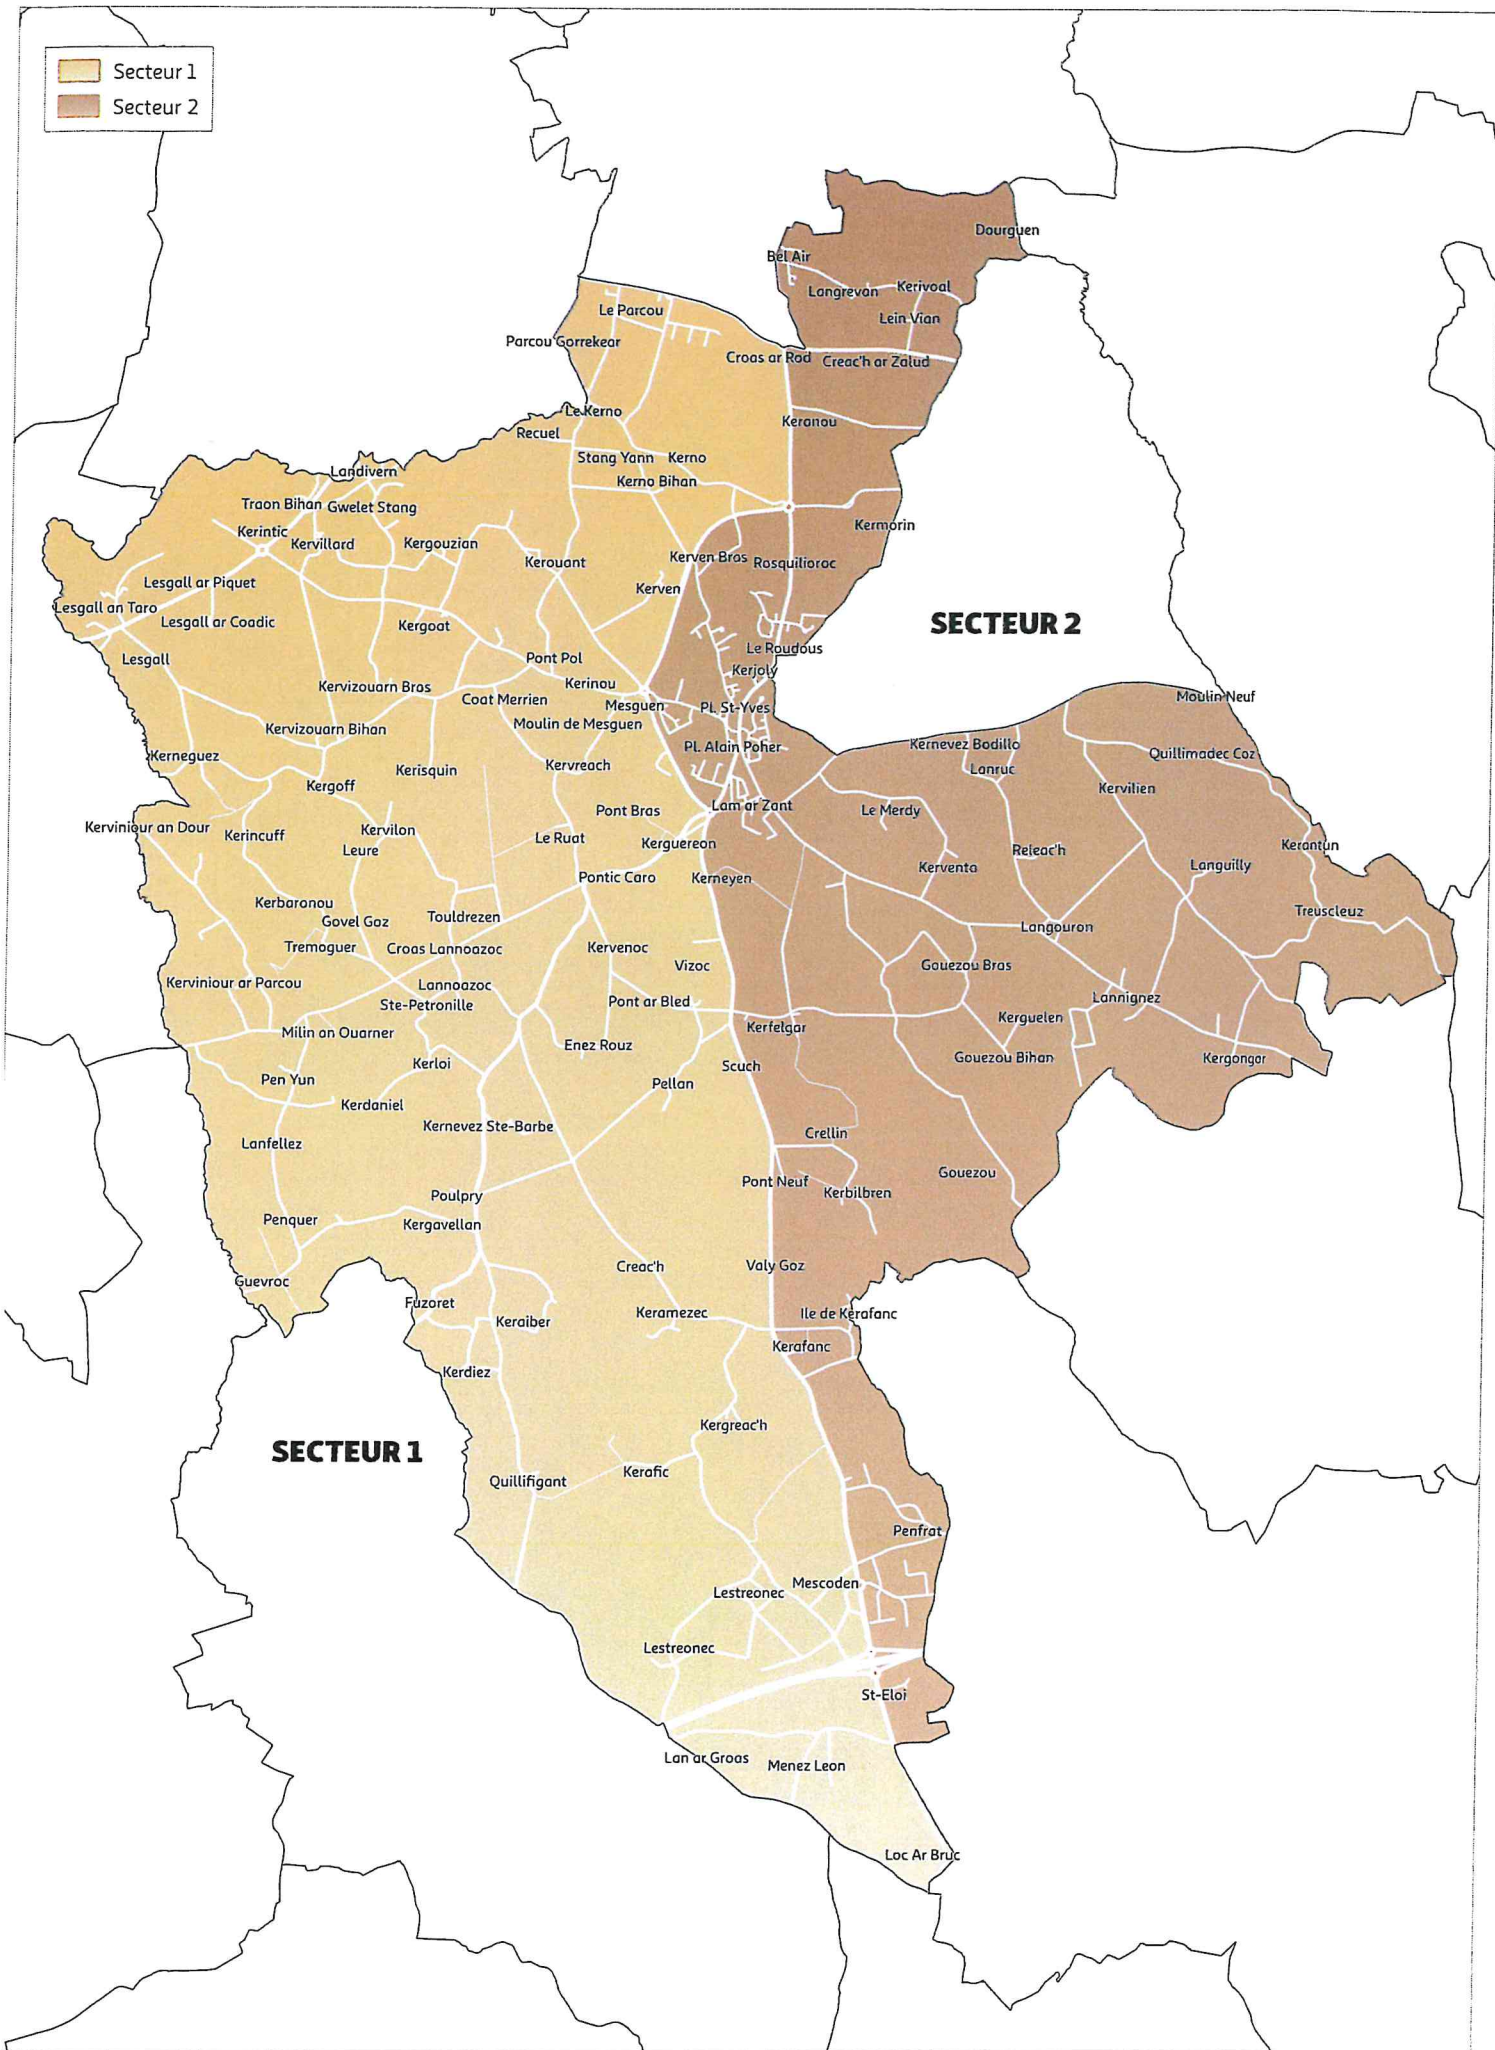 Secteur 1
Secteur 2
Dourguen
Bel Air
Langrevan
Kerivoal
Le Parcou
Lein Vian
Parcou Gorrekear
Croas ar Rod
Creac'h ar Zalud
Le Kerno
Keranou
Recuel
Stang Yann
Kerno
Landivern
Kerno Bihan
Traon Bihan
Gwelet Stang
Kermorin
Kerintic
Kervillard
Kergouzian
Kerven Bras
Rosquilioroc
Kerouant
Lesgall ar Piquet
Kerven
Lesgall an Taro
Lesgall ar Coadic
Kergoat
SECTEUR 2
Le Roudous
Lesgall
Pont Pol
Kerjoly
Kervizouarn Bras
Kerinou
Coat Merrien
Mesguen
Pl. St-Yves
Moulin Neuf
Kervizouarn Bihan
Moulin de Mesguen
Pl. Alain Poher
Kernevez Bodillo
Quillimadec Coz
Kerneguez
Kerisquin
Kervreach
Lanruc
Kergoff
Kervilien
Pont Bras
Lam ar Zant
Le Merdy
Kerviniour an Dour
Kerincuff
Kervilon
Le Ruat
Kerguereon
Kerantun
Leure
Releac'h
Languilly
Kerventa
Pontic Caro
Kerneyen
Kerbaronou
Govel Gaz
Touldrezen
Treuscleuz
Langouron
Tremoguer
Croas Lannoazoc
Kervenoc
Vizoc
Gouezou Bras
Kerviniour ar Parcou
Lannoazoc
Ste-Petronille
Pont ar Bled
Lannignez
Kerguelen
Milin an Ouarner
Kerfelgar
Enez Rouz
Gouezou Bihan
Kergongar
Kerloi
Scuch
Pen Yun
Pellan
Kerdaniel
Kernevez Ste-Barbe
Crellin
Lanfellez
Gouezou
Pont Neuf
Poulpry
Kerbilbren
Penquer
Kergavellan
Creac'h
Valy Goz
Guevroc
Fuzoret
Keramezec
Ile de Kerafanc
Keraiber
Kerafanc
Kerdiez
Kergreac'h
SECTEUR 1
Kerafic
Quillifigant
Penfrat
Mescoden
Lestreonec
Lestreonec
St-Eloi
Lan ar Groas
Menez Leon
Loc Ar Bruc